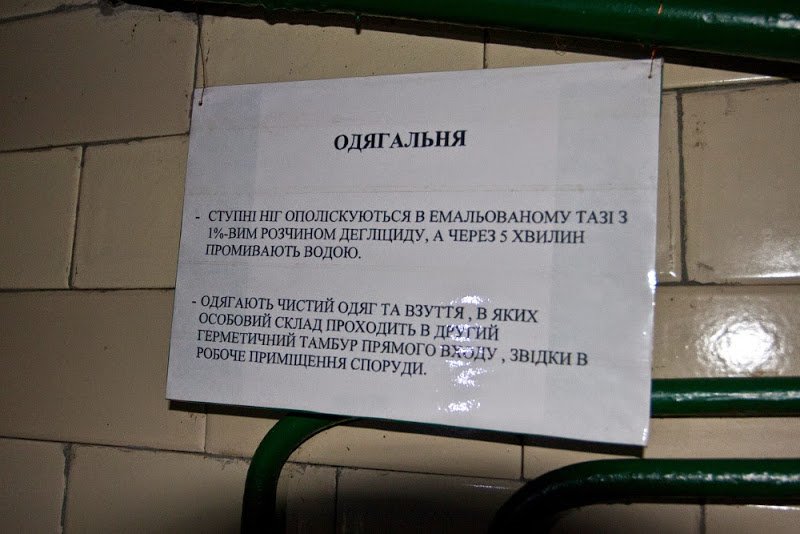 ОДЯГАЛЬНЯ
- СТУПНІ НІГ ОПОЛІСКУЮТЬСЯ В ЕМАЛЬОВАНОМУ ТАЗІ З
1%-ВИМ РОЗЧИНОМ ДЕГЛІЦИДУ, А ЧЕРЕЗ 5 ХВИЛИН
ПРОМИВАЮТЬ ВОДОЮ.
- ОДЯГАЮТЬ ЧИСТИЙ ОДЯГ ТА ВЗУТТЯ , В ЯКИХ
ОСОБОВИЙ СКЛАД ПРОХОДИТЬ В ДРУГИЙ
ГЕРМЕТИЧНИЙ ТАМБУР ПРЯМОГО ВХОДУ , ЗВІДКИ В
РОБОЧЕ ПРИМІЩЕННЯ СПОРУДИ.